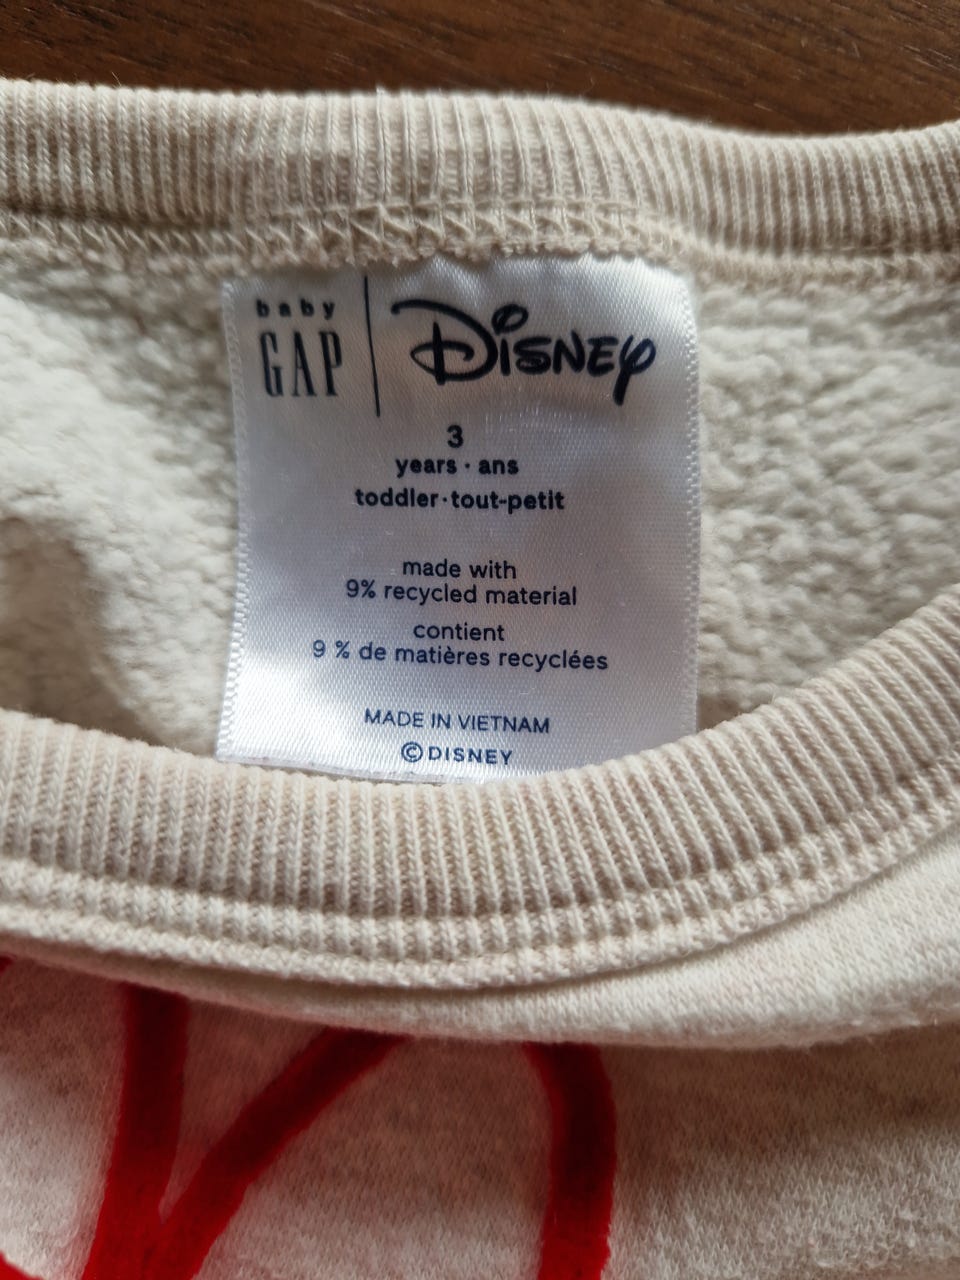 baby
GAP
Disney
3
years · ans
toddler · tout-petit
made with
9% recycled material
contient
9 % de matières recyclées
MADE IN VIETNAM
©DISNEY